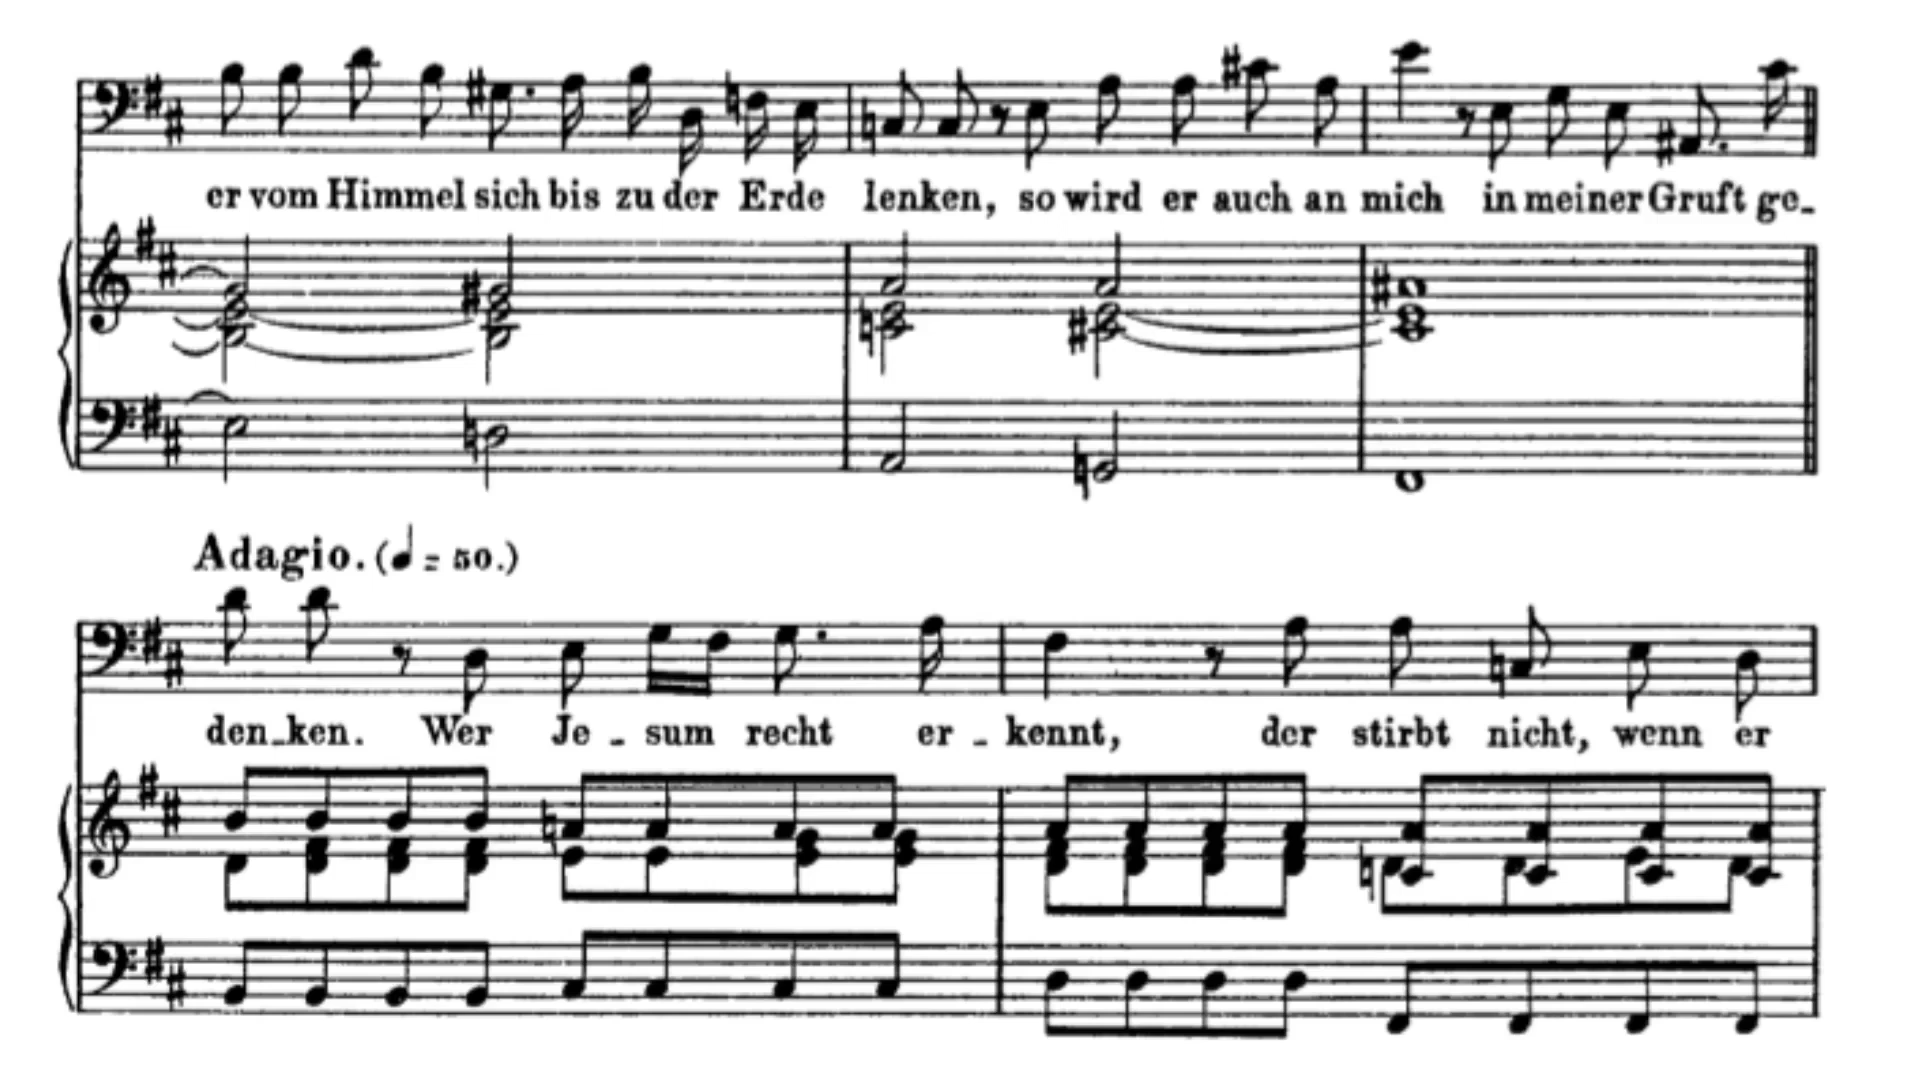 er vom Himmel sich bis zu der Erde lenken, so wird er auch an mich in meiner Gruft ge-
Adagio. (♩ = 50.)
den-ken. Wer Je - sum recht er - kennt, der stirbt nicht, wenn er